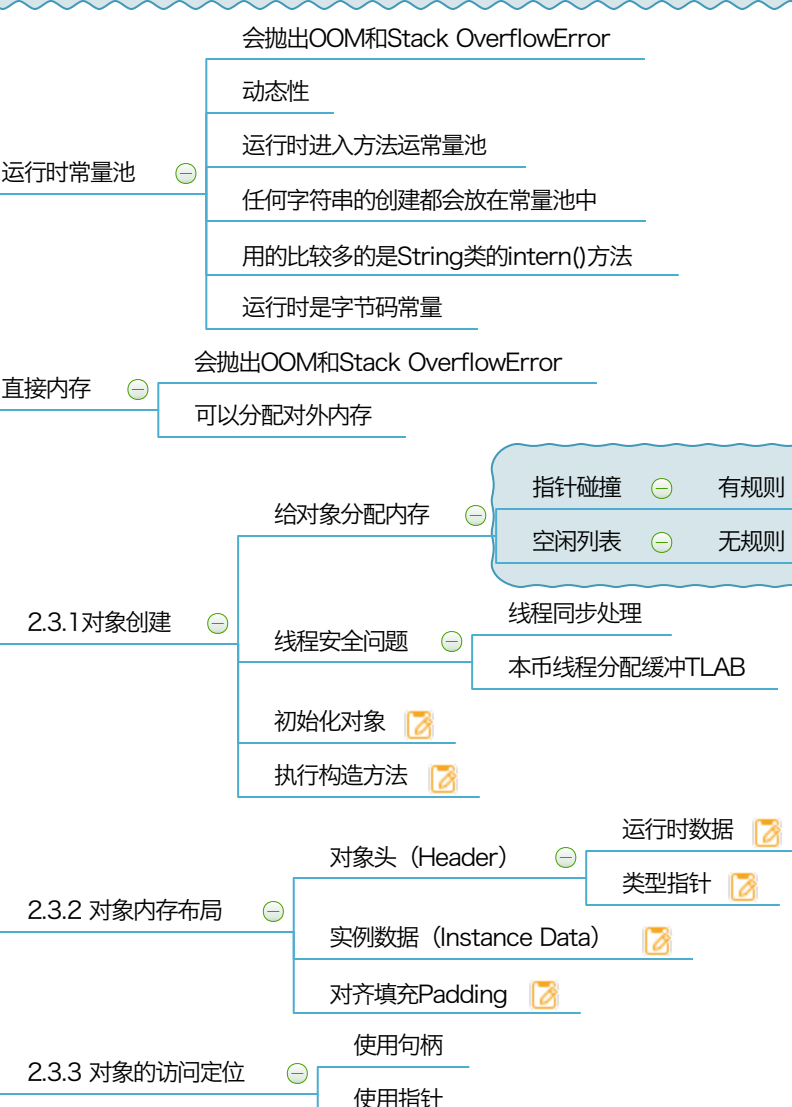 会抛出OOM和Stack OverflowError
动态性
运行时进入方法运常量池
运行时常量池
任何字符串的创建都会放在常量池中
用的比较多的是String类的intern()方法
运行时是字节码常量
会抛出OOM和Stack OverflowError
直接内存
可以分配对外内存
指针碰撞 有规则
给对象分配内存
空闲列表 无规则
2.3.1对象创建
线程同步处理
线程安全问题
本币线程分配缓冲TLAB
初始化对象
执行构造方法
运行时数据
对象头（Header）
类型指针
2.3.2 对象内存布局
实例数据（Instance Data）
对齐填充Padding
使用句柄
2.3.3 对象的访问定位
使用指针